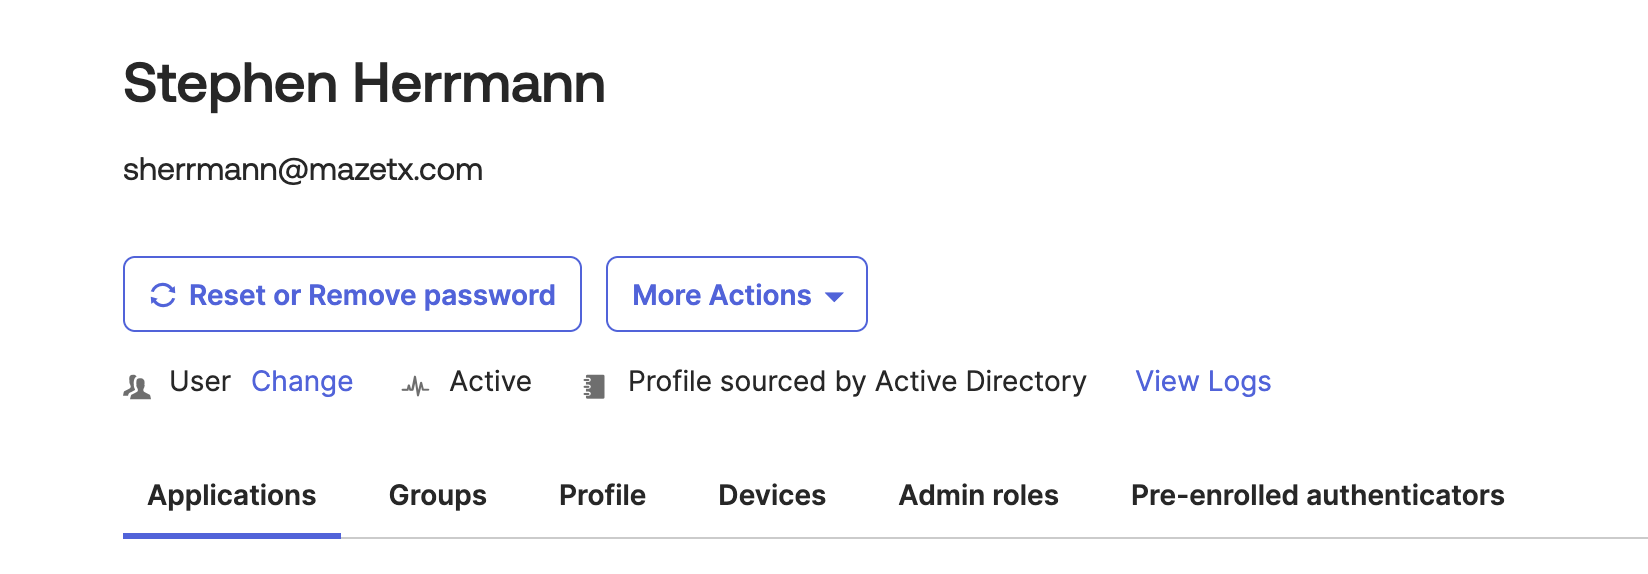 Stephen Herrmann
sherrmann@mazetx.com
Reset or Remove password More Actions
User Change Active Profile sourced by Active Directory View Logs
Applications Groups Profile Devices Admin roles Pre-enrolled authenticators